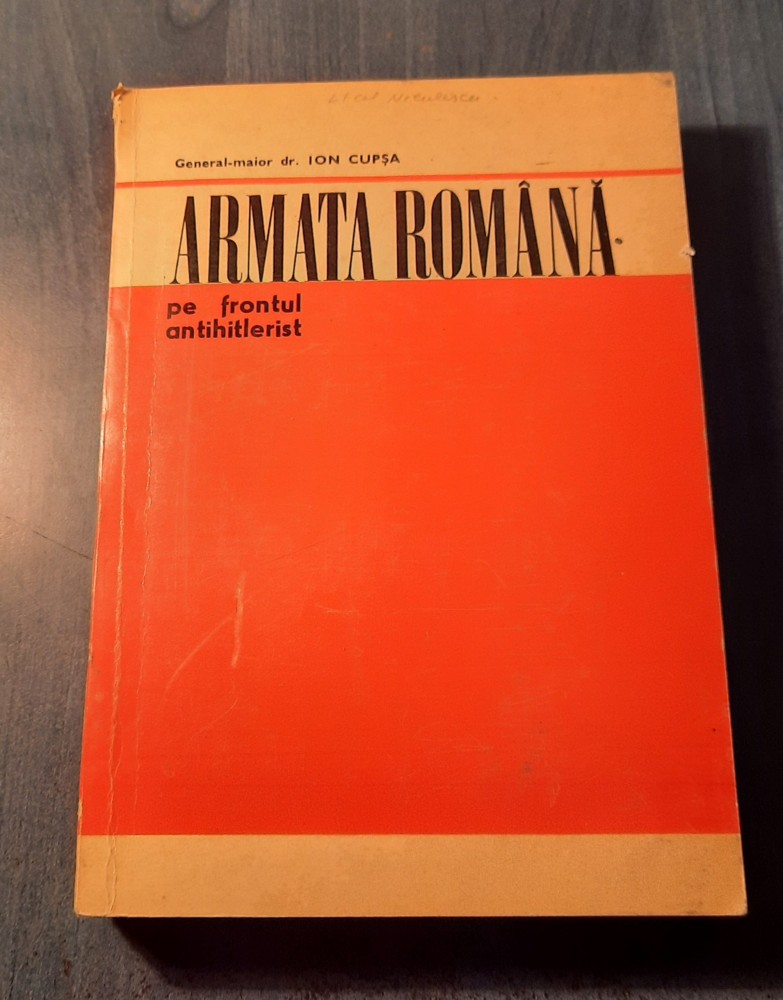 General-maior dr. ION CUPȘA
ARMATA ROMÂNĂ
pe frontul
antihitlerist